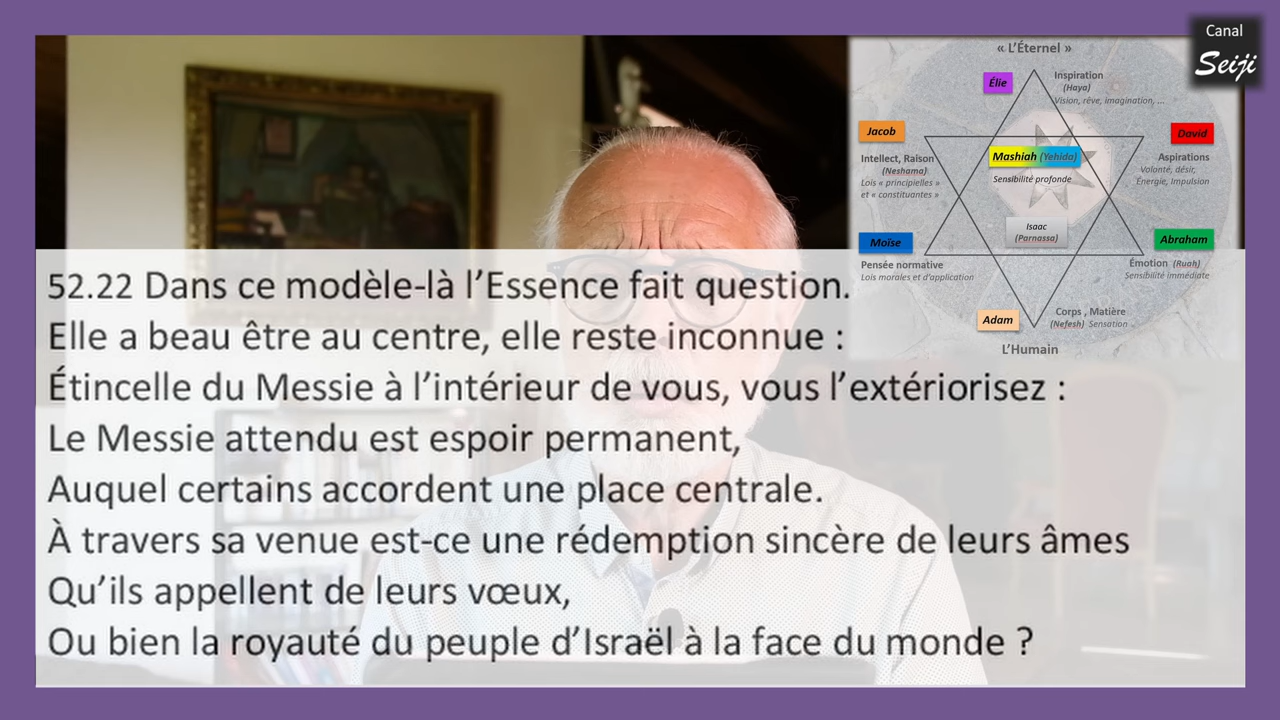 Canal
Seiji
« L’Éternel »
Élie
Inspiration
(Haya)
Vision, rêve, imagination, ...
Jacob
David
Intellect, Raison
(Neshama)
Lois « principielles »
et « constituantes »
Mashiah (Yehida)
Sensibilité profonde
Aspirations
Volonté, désir,
Énergie, Impulsion
Isaac
(Parnassa)
Moïse
Abraham
Pensée normative
Lois morales et d’application
Émotion (Ruah)
Sensibilité immédiate
Adam
Corps , Matière
(Nefesh) Sensation
L’Humain
52.22 Dans ce modèle-là l’Essence fait question.
Elle a beau être au centre, elle reste inconnue :
Étincelle du Messie à l’intérieur de vous, vous l’extériorisez :
Le Messie attendu est espoir permanent,
Auquel certains accordent une place centrale.
À travers sa venue est-ce une rédemption sincère de leurs âmes
Qu’ils appellent de leurs vœux,
Ou bien la royauté du peuple d’Israël à la face du monde ?